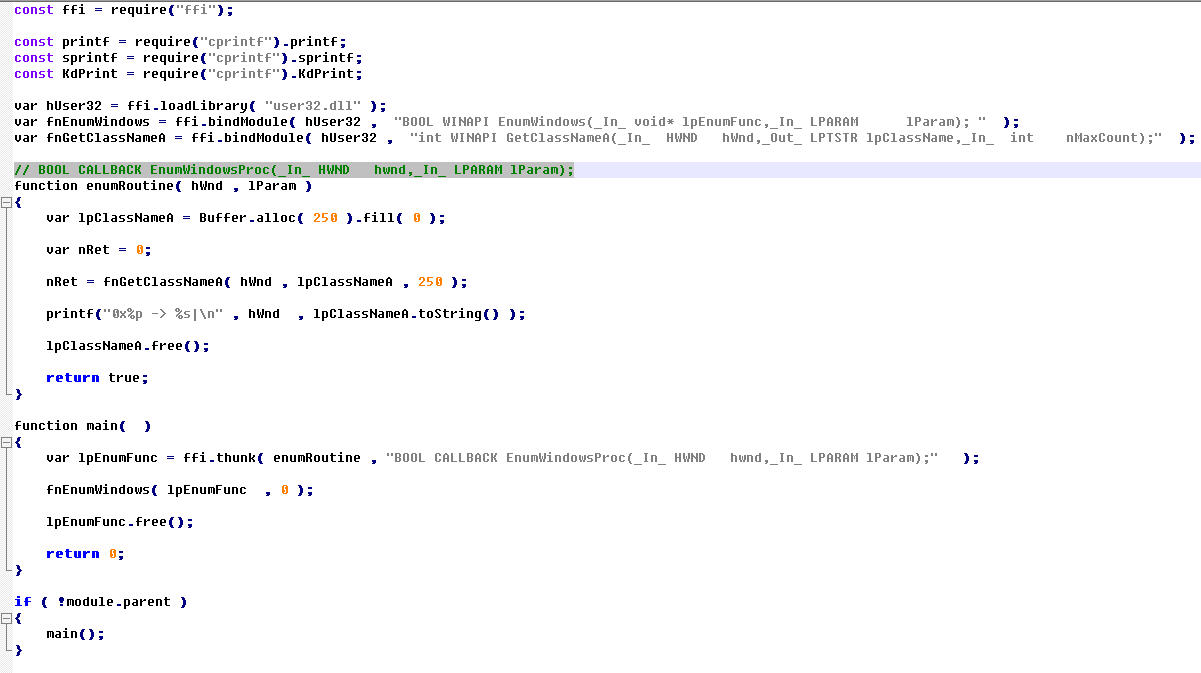 const ffi = require("ffi");
const printf = require("cprintf").printf;
const sprintf = require("cprintf").sprintf;
const KdPrint = require("cprintf").KdPrint;
var hUser32 = ffi.loadLibrary( "user32.dll" );
var fnEnumWindows = ffi.bindModule( hUser32 ,  "BOOL WINAPI EnumWindows(_In_ void* lpEnumFunc,_In_ LPARAM      lParam); "  );
var fnGetClassNameA = ffi.bindModule( hUser32 ,  "int WINAPI GetClassNameA(_In_  HWND   hWnd,_Out_ LPTSTR lpClassName,_In_  int    nMaxCount);"  );
// BOOL CALLBACK EnumWindowsProc(_In_ HWND   hwnd,_In_ LPARAM lParam);
function enumRoutine( hWnd , lParam )
{
    var lpClassNameA = Buffer.alloc( 250 ).fill( 0 );
    var nRet = 0;
    nRet = fnGetClassNameA( hWnd , lpClassNameA , 250 );
    printf("0x%p -> %s|\n" , hWnd  , lpClassNameA.toString() );
    lpClassNameA.free();
    return true;
}
function main(  )
{
    var lpEnumFunc = ffi.thunk( enumRoutine , "BOOL CALLBACK EnumWindowsProc(_In_ HWND   hwnd,_In_ LPARAM lParam);"   );
    fnEnumWindows( lpEnumFunc  , 0 );
    lpEnumFunc.free();
    return 0;
}
if ( !module.parent )
{
    main();
}